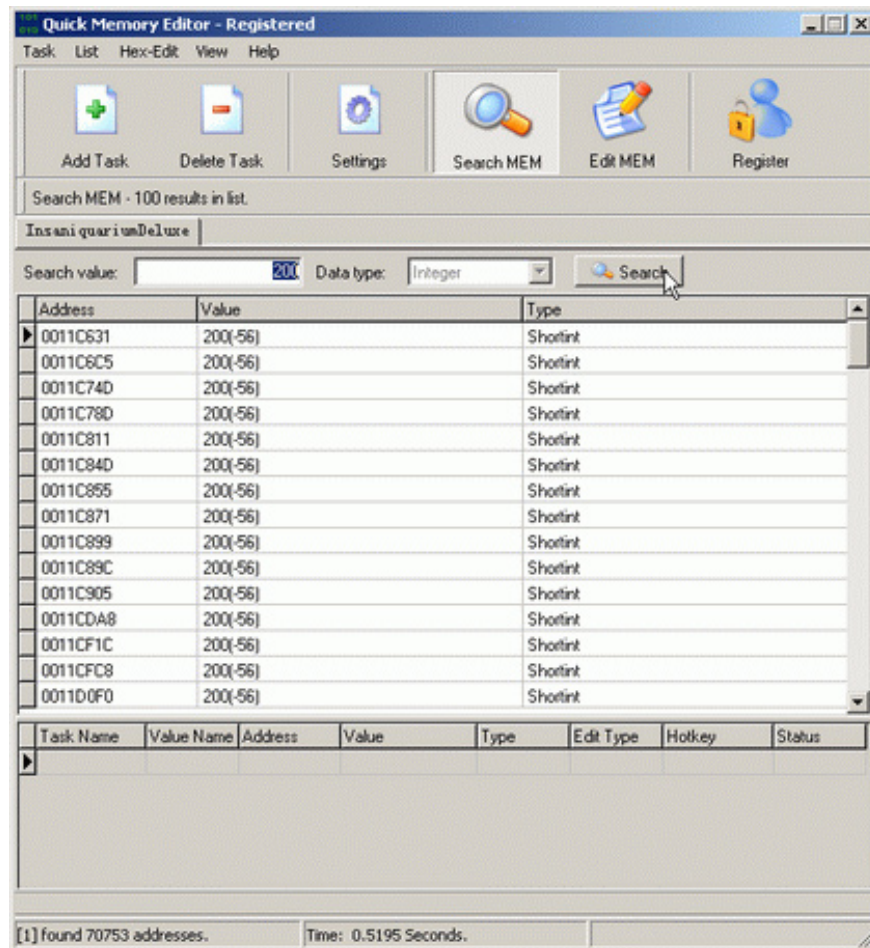 101
010 Quick Memory Editor - Registered
Task List Hex-Edit View Help
Add Task Delete Task Settings Search MEM Edit MEM Register
Search MEM - 100 results in list.
InsaniquariumDeluxe
Search value: 200 Data type: Integer Search
Address Value Type
0011C631 200(-56) Shortint
0011C6C5 200(-56) Shortint
0011C74D 200(-56) Shortint
0011C78D 200(-56) Shortint
0011C811 200(-56) Shortint
0011C84D 200(-56) Shortint
0011C855 200(-56) Shortint
0011C871 200(-56) Shortint
0011C899 200(-56) Shortint
0011C89C 200(-56) Shortint
0011C905 200(-56) Shortint
0011CDA8 200(-56) Shortint
0011CF1C 200(-56) Shortint
0011CFC8 200(-56) Shortint
0011D0F0 200(-56) Shortint
Task Name Value Name Address Value Type Edit Type Hotkey Status
[1] found 70753 addresses. Time: 0.5195 Seconds.